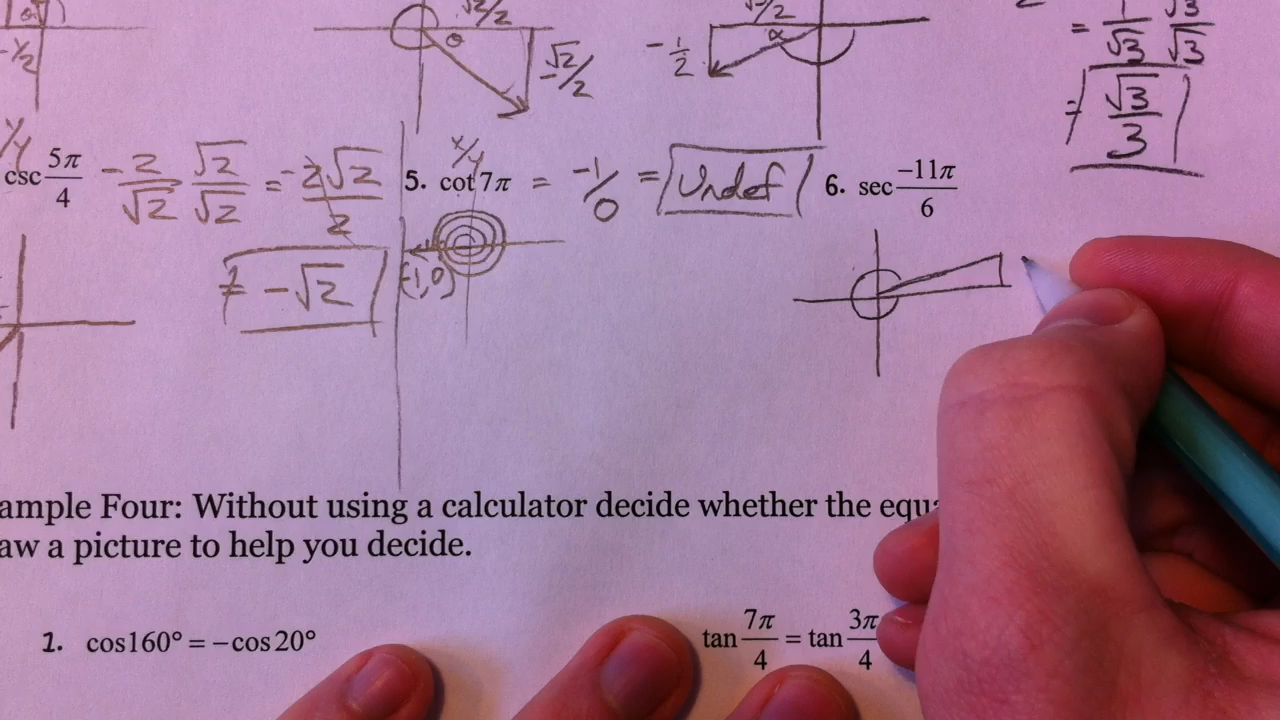 √2/2
√2/2
-1/2
-√2/2
-1/2
θ
α
= 1/√3 √3/√3
= √3/3
x/y
csc 5π/4 -2/√2 √2/√2 = -2√2/2
= -√2
5. cot 7π = -1/0 = Undef
(-1,0)
6. sec -11π/6
ample Four: Without using a calculator decide whether the equa
aw a picture to help you decide.
1. cos160° = -cos20°
tan 7π/4 = tan 3π/4